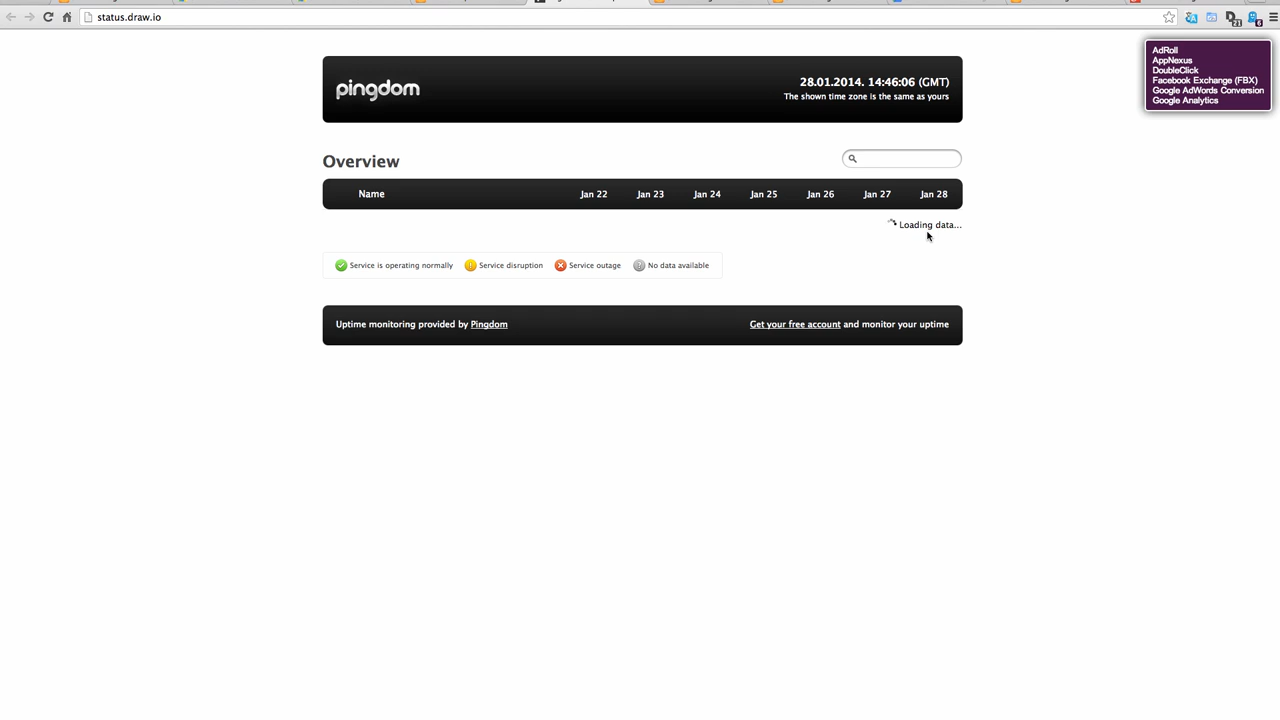 status.draw.io
AdRoll
AppNexus
DoubleClick
Facebook Exchange (FBX)
Google AdWords Conversion
Google Analytics
pingdom
28.01.2014. 14:46:06 (GMT)
The shown time zone is the same as yours
Overview
Name Jan 22 Jan 23 Jan 24 Jan 25 Jan 26 Jan 27 Jan 28
Loading data...
Service is operating normally Service disruption Service outage No data available
Uptime monitoring provided by Pingdom
Get your free account and monitor your uptime